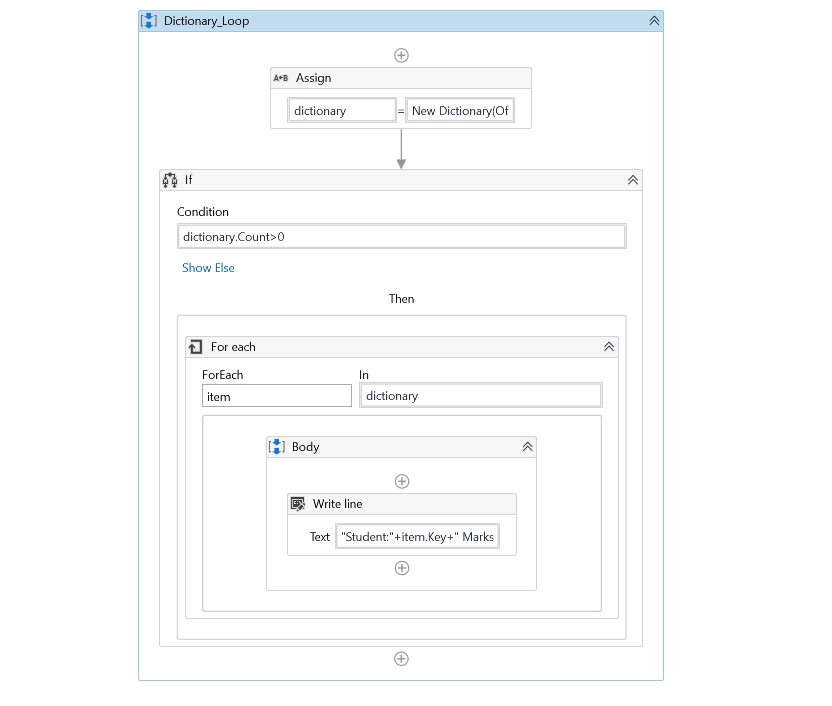 Dictionary_Loop
A+B Assign
dictionary = New Dictionary(Of
If
Condition
dictionary.Count>0
Show Else
Then
For each
ForEach In
item dictionary
Body
Write line
Text "Student:"+item.Key+" Marks